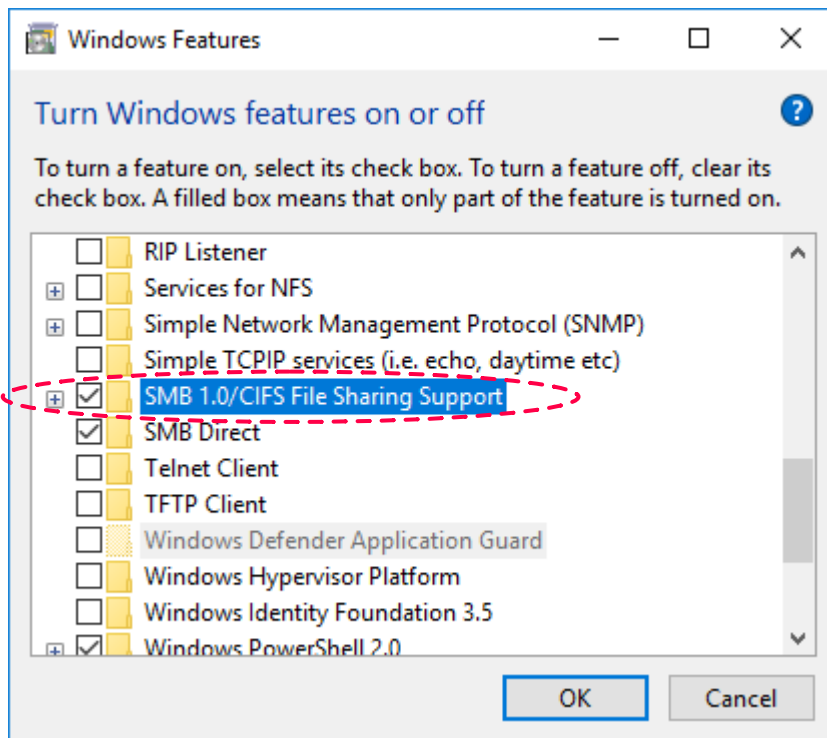 Windows Features
Turn Windows features on or off
?
To turn a feature on, select its check box. To turn a feature off, clear its
check box. A filled box means that only part of the feature is turned on.
RIP Listener
Services for NFS
Simple Network Management Protocol (SNMP)
Simple TCPIP services (i.e. echo, daytime etc)
SMB 1.0/CIFS File Sharing Support
SMB Direct
Telnet Client
TFTP Client
Windows Defender Application Guard
Windows Hypervisor Platform
Windows Identity Foundation 3.5
Windows PowerShell 2.0
OK
Cancel